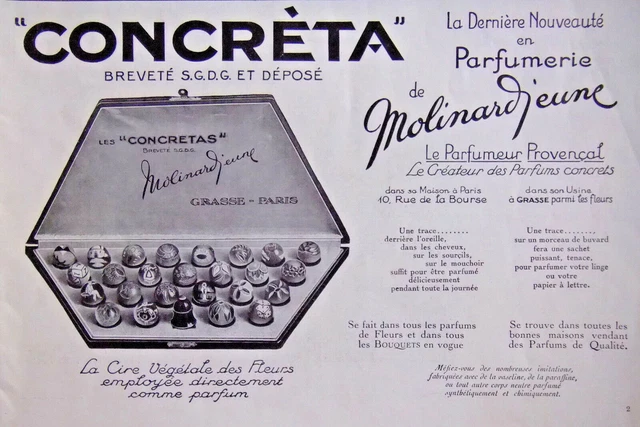 "CONCRÈTA"
BREVETÉ S.G.D.G. ET DÉPOSÉ
LES "CONCRETAS"
BREVETÉ S.G.D.G.
Molinard Jeune
GRASSE - PARIS
La Cire Végétale des Fleurs
employée directement
comme parfum
La Dernière Nouveauté
en
Parfumerie
de
Molinard Jeune
Le Parfumeur Provençal
Le Créateur des Parfums concrets
dans sa Maison à Paris
10, Rue de la Bourse
dans son Usine
à GRASSE parmi les fleurs
Une trace........
derrière l'oreille,
dans les cheveux,
sur les sourcils,
sur le mouchoir
suffit pour être parfumé
délicieusement
pendant toute la journée
Une trace........
sur un morceau de buvard
fera une sachet
puissant, tenace,
pour parfumer votre linge
ou votre
papier à lettre.
Se fait dans tous les parfums
de Fleurs et dans tous
les BOUQUETS en vogue
Se trouve dans toutes les
bonnes maisons vendant
des Parfums de Qualité.
Méfiez-vous des nombreuses imitations,
fabriquées avec de la vaseline, de la paraffine,
ou tout autre corps neutre parfumé
synthétiquement et chimiquement.
2